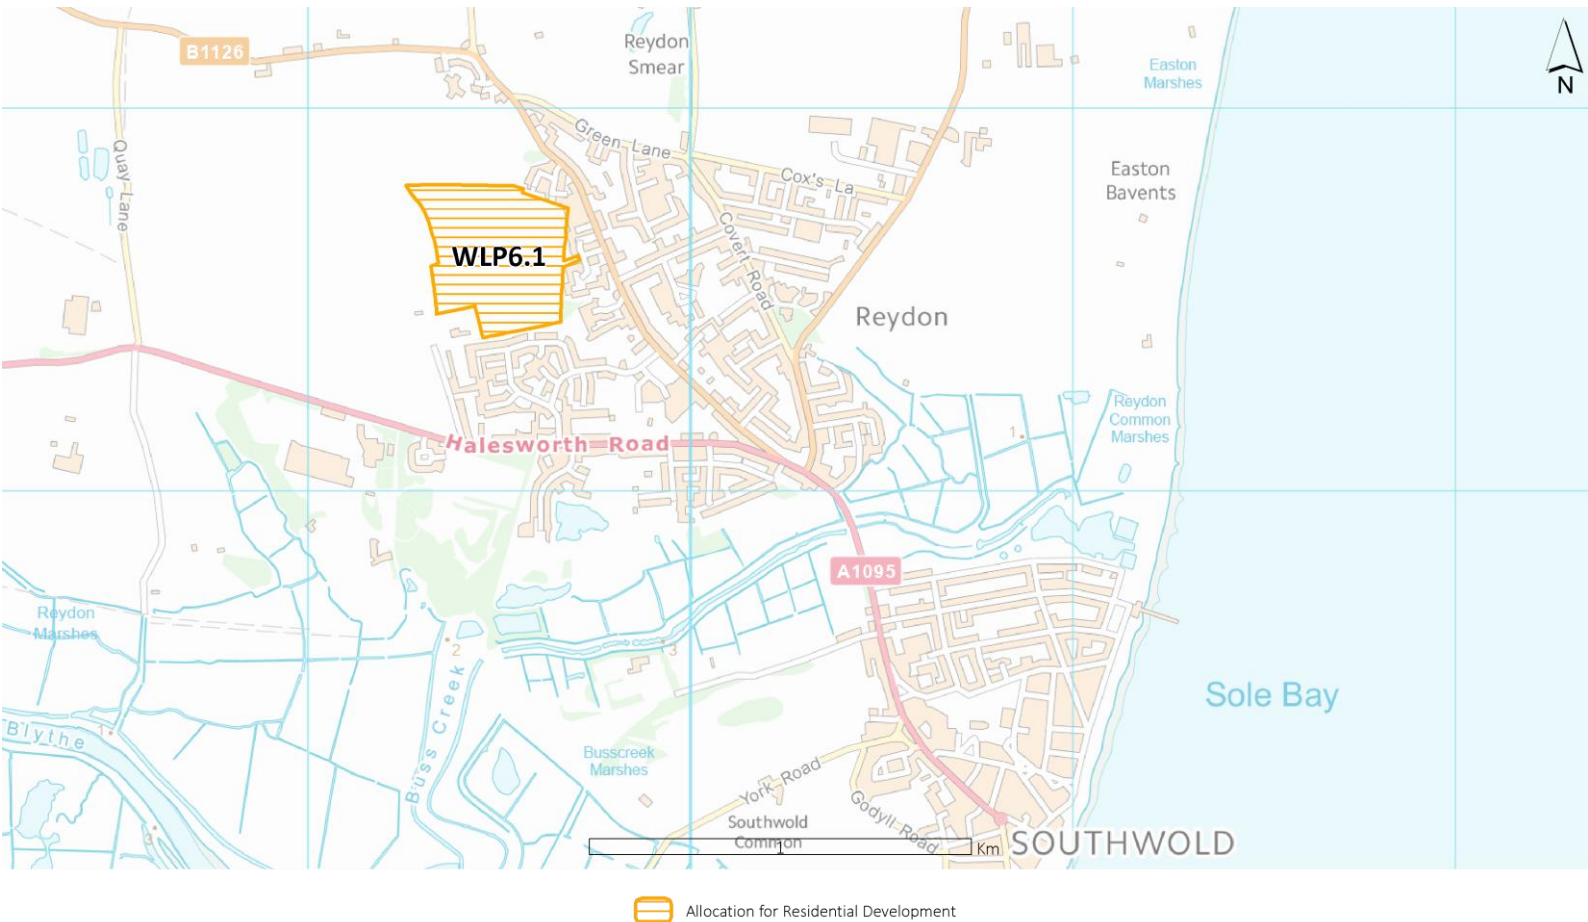 B1126
Reydon
Smear
Easton
Marshes
N
Quay Lane
Green Lane
Cox's La
Easton
Bavents
WLP6.1
Covert Road
Reydon
Reydon
Common
Marshes
1
Halesworth Road
A1095
Reydon
Marshes
2
3
Sole Bay
Blythe
1
Buss Creek
Busscreek
Marshes
York Road
Godyll Road
Southwold
Common
3
1
Km
SOUTHWOLD
Allocation for Residential Development